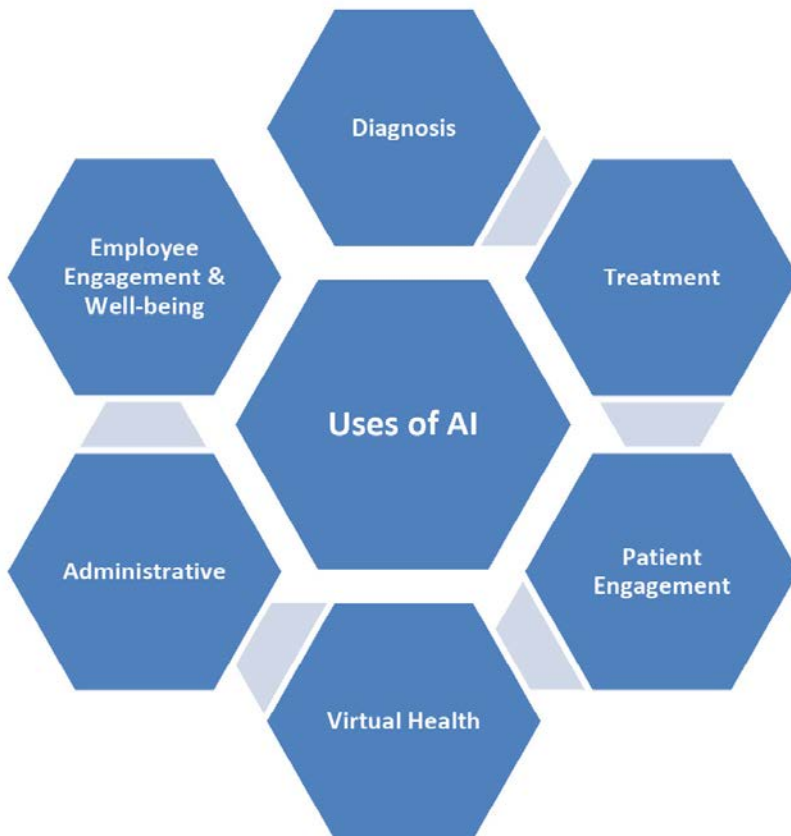 Diagnosis
Treatment
Patient
Engagement
Virtual Health
Administrative
Employee
Engagement &
Well-being
Uses of AI